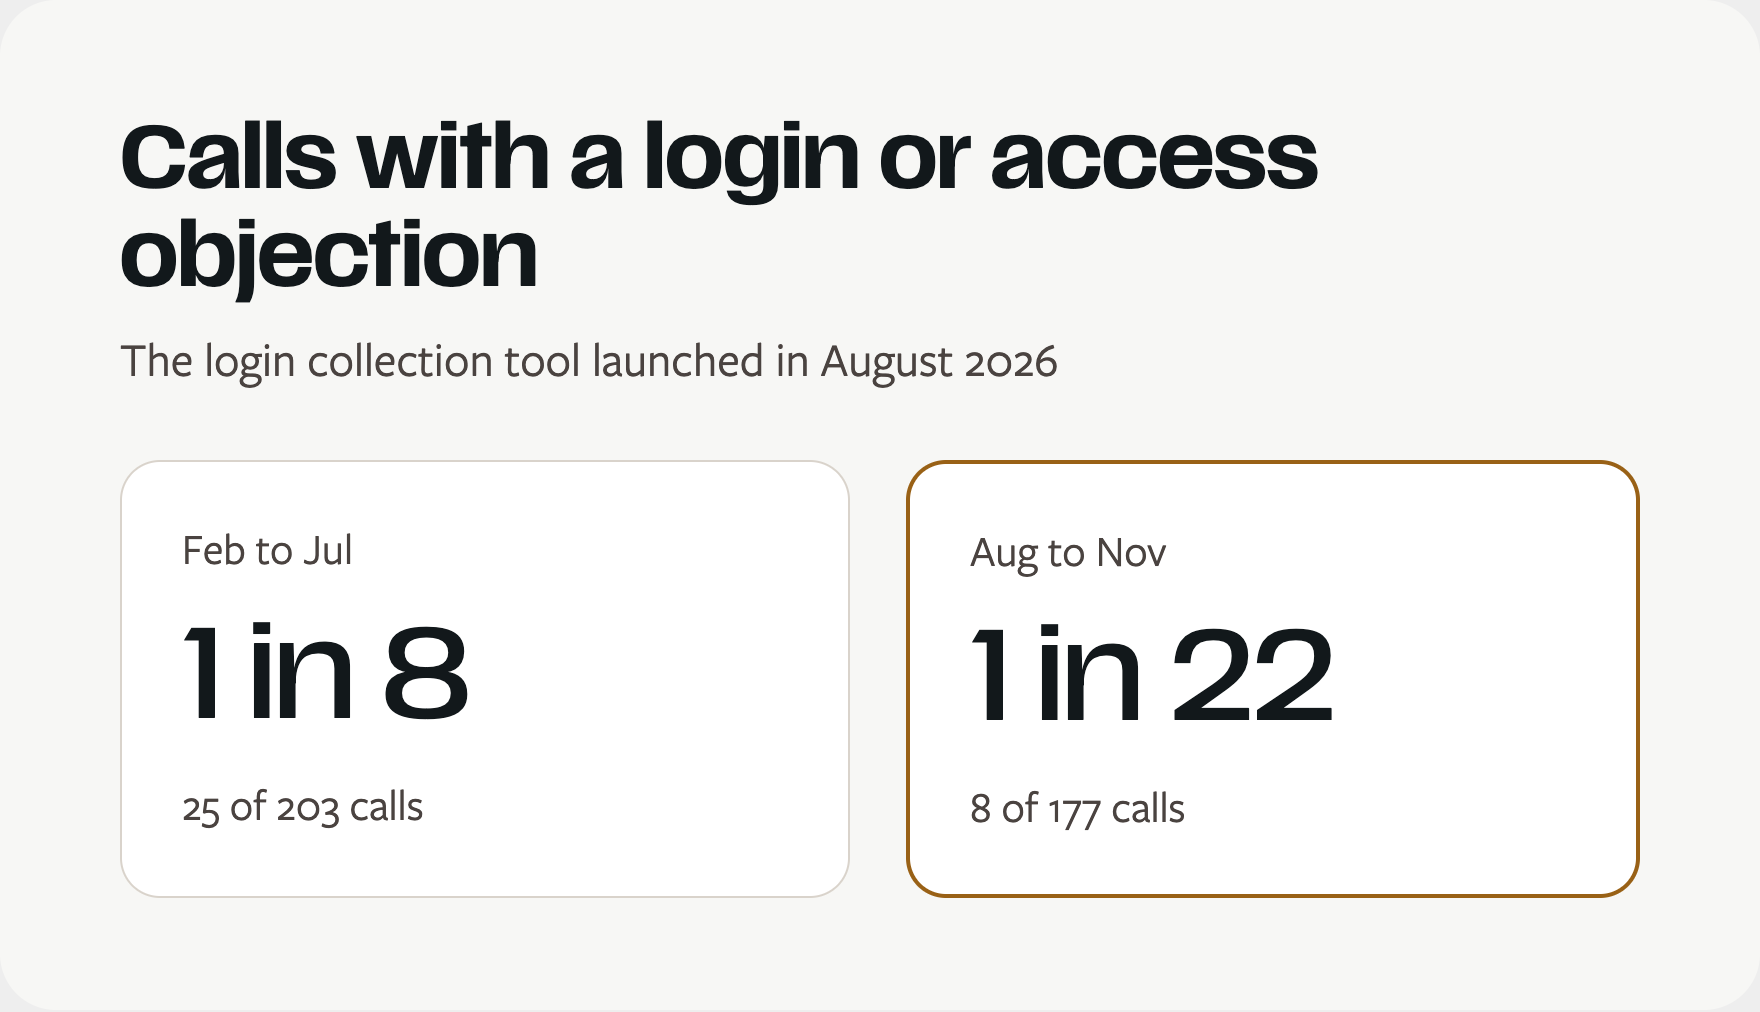 Calls with a login or access
objection
The login collection tool launched in August 2026
Feb to Jul
1 in 8
25 of 203 calls
Aug to Nov
1 in 22
8 of 177 calls